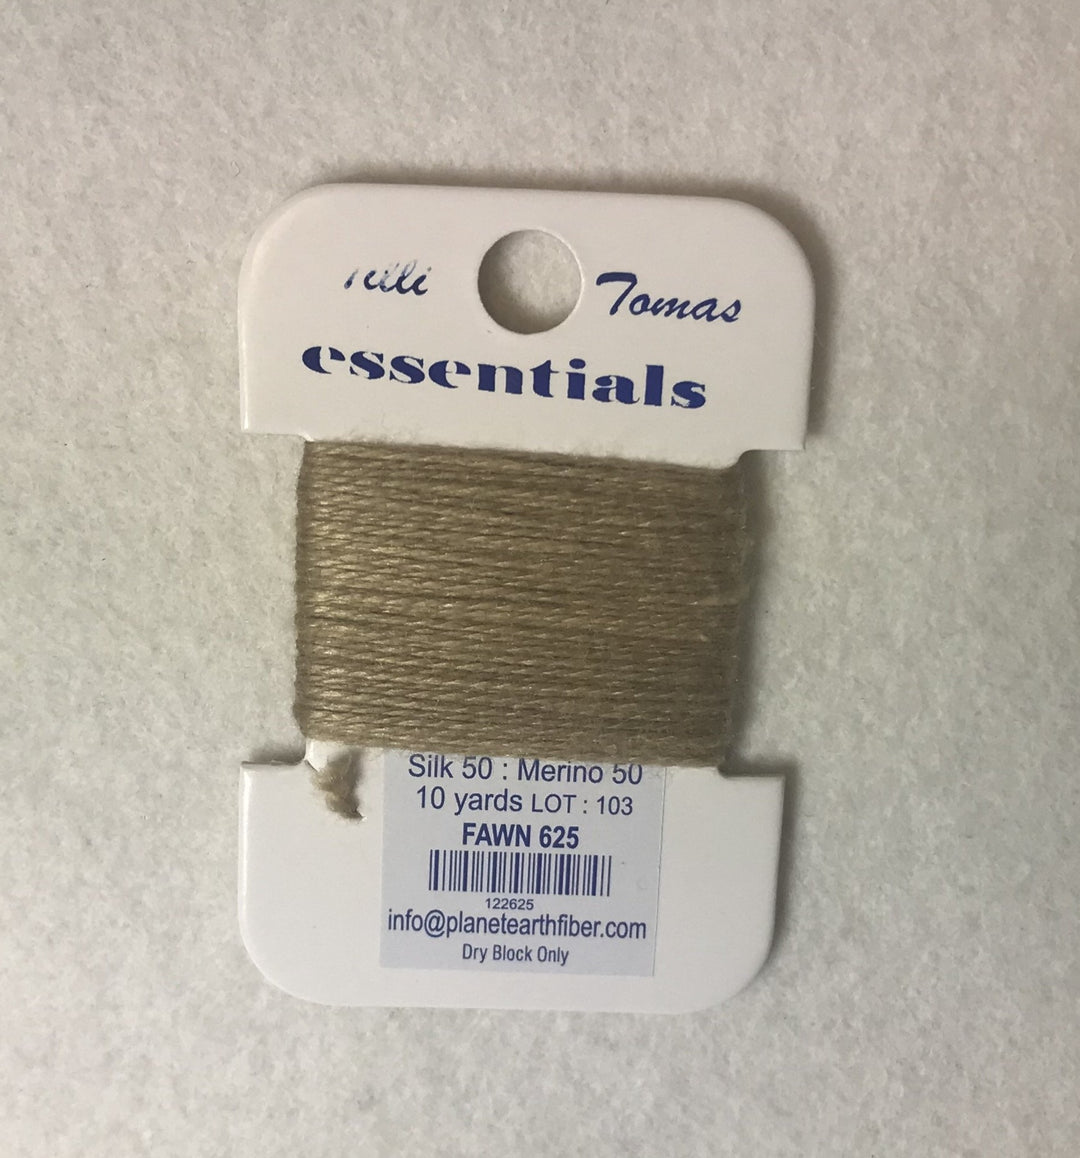 Tomas
essentials
Silk 50 : Merino 50
10 yards LOT : 103
FAWN 625
122625
info@planetearthfiber.com
Dry Block Only